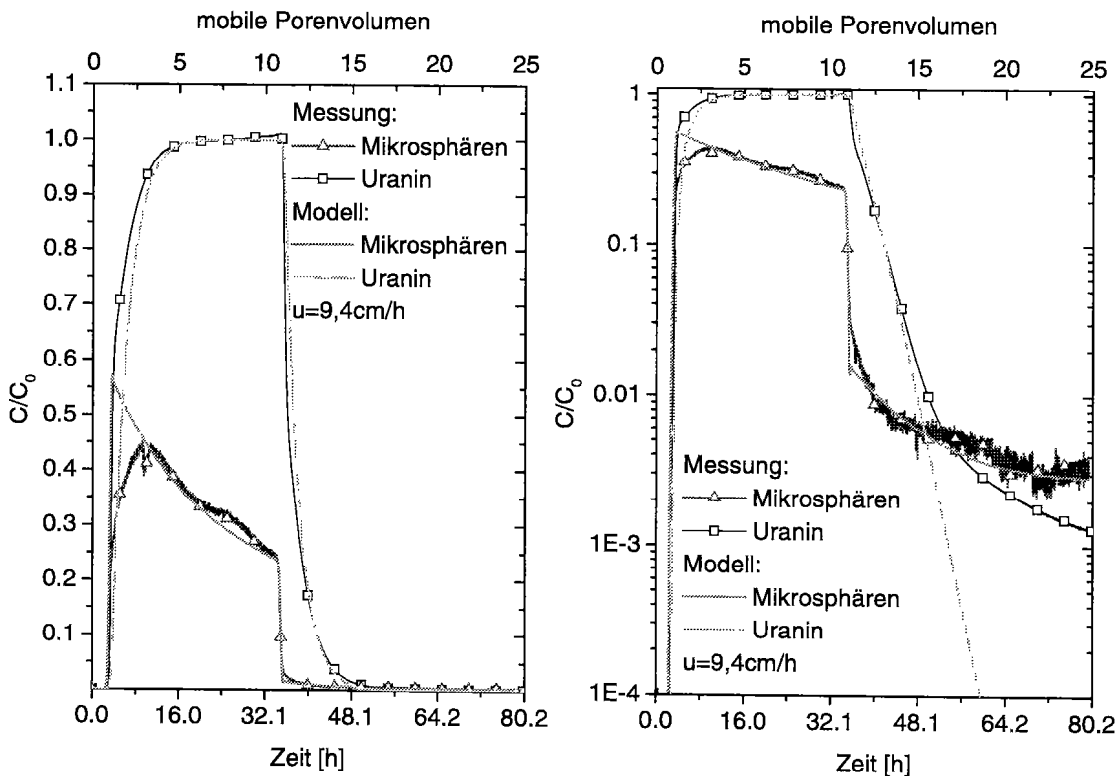 mobile Porenvolumen
0 5 10 15 20 25
1.1
1.0
0.9
0.8
0.7
0.6
0.5
0.4
0.3
0.2
0.1
C/C0
Messung:
Mikrosphären
Uranin
Modell:
Mikrosphären
Uranin
u=9,4cm/h
0.0 16.0 32.1 48.1 64.2 80.2
Zeit [h]
mobile Porenvolumen
0 5 10 15 20 25
1
0.1
0.01
1E-3
1E-4
C/C0
Messung:
Mikrosphären
Uranin
Modell:
Mikrosphären
Uranin
u=9,4cm/h
0.0 16.0 32.1 48.1 64.2 80.2
Zeit [h]